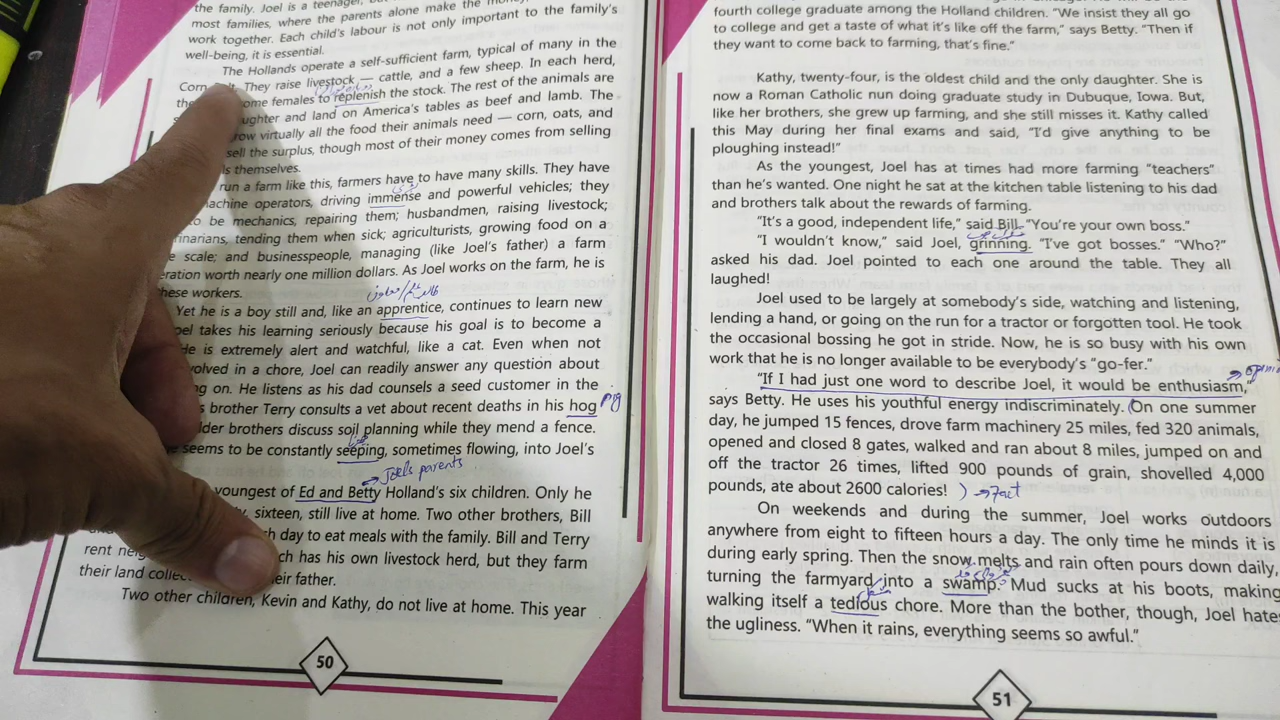 the family. Joel is a teenager,
most families, where the parents alone make the
work together. Each child's labour is not only important to the family's
well-being, it is essential.
The Hollands operate a self-sufficient farm, typical of many in the
Corn They raise livestock — cattle, and a few sheep. In each herd,
females to replenish the stock. The rest of the animals are
and land on America's tables as beef and lamb. The
virtually all the food their animals need — corn, oats, and
sell the surplus, though most of their money comes from selling
themselves.
run a farm like this, farmers have to have many skills. They have
operators, driving immense and powerful vehicles; they
be mechanics, repairing them; husbandmen, raising livestock;
tending them when sick; agriculturists, growing food on a
scale; and businesspeople, managing (like Joel's father) a farm
worth nearly one million dollars. As Joel works on the farm, he is
these workers.
Yet he is a boy still and, like an apprentice, continues to learn new
takes his learning seriously because his goal is to become a
He is extremely alert and watchful, like a cat. Even when not
in a chore, Joel can readily answer any question about
on. He listens as his dad counsels a seed customer in the
brother Terry consults a vet about recent deaths in his hog pig
brothers discuss soil planning while they mend a fence.
seems to be constantly seeping, sometimes flowing, into Joel's
→ Joel's parents
youngest of Ed and Betty Holland's six children. Only he
sixteen, still live at home. Two other brothers, Bill
day to eat meals with the family. Bill and Terry
rent has his own livestock herd, but they farm
their land father.
Two other children, Kevin and Kathy, do not live at home. This year
50
fourth college graduate among the Holland children. "We insist they all go
to college and get a taste of what it's like off the farm," says Betty. "Then if
they want to come back to farming, that's fine."
Kathy, twenty-four, is the oldest child and the only daughter. She is
now a Roman Catholic nun doing graduate study in Dubuque, Iowa. But,
like her brothers, she grew up farming, and she still misses it. Kathy called
this May during her final exams and said, "I'd give anything to be
ploughing instead!"
As the youngest, Joel has at times had more farming "teachers"
than he's wanted. One night he sat at the kitchen table listening to his dad
and brothers talk about the rewards of farming.
"It's a good, independent life," said Bill. "You're your own boss."
"I wouldn't know," said Joel, grinning. "I've got bosses." "Who?"
asked his dad. Joel pointed to each one around the table. They all
laughed!
Joel used to be largely at somebody's side, watching and listening,
lending a hand, or going on the run for a tractor or forgotten tool. He took
the occasional bossing he got in stride. Now, he is so busy with his own
work that he is no longer available to be everybody's "go-fer."
"If I had just one word to describe Joel, it would be enthusiasm,"
says Betty. He uses his youthful energy indiscriminately. (On one summer
day, he jumped 15 fences, drove farm machinery 25 miles, fed 320 animals,
opened and closed 8 gates, walked and ran about 8 miles, jumped on and
off the tractor 26 times, lifted 900 pounds of grain, shovelled 4,000
pounds, ate about 2600 calories! ) → Fact
On weekends and during the summer, Joel works outdoors
anywhere from eight to fifteen hours a day. The only time he minds it is
during early spring. Then the snow melts and rain often pours down daily,
turning the farmyard into a swamp. Mud sucks at his boots, making
walking itself a tedious chore. More than the bother, though, Joel hates
the ugliness. "When it rains, everything seems so awful."
51